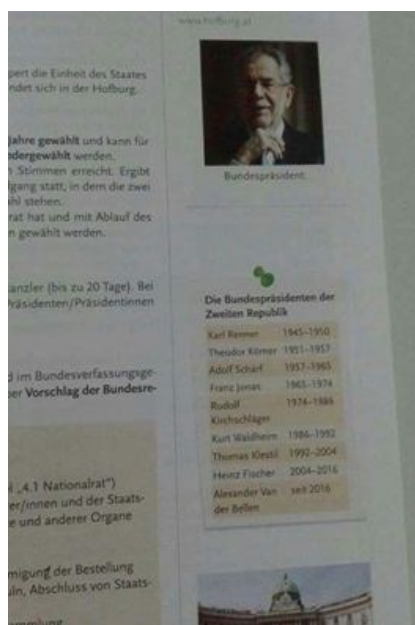 www.hofburg.at
pert die Einheit des Staates
ndet sich in der Hofburg.
Jahre gewählt und kann für
dergewählt werden.
Stimmen erreicht. Ergibt
gang statt, in dem die zwei
hl stehen.
rat hat und mit Ablauf des
n gewählt werden.
Bundespräsident.
anzler (bis zu 20 Tage). Bei
Präsidenten/Präsidentinnen
d im Bundesverfassungsge-
er Vorschlag der Bundesre-
Die Bundespräsidenten der
Zweiten Republik
Karl Renner 1945–1950
Theodor Körner 1951–1957
Adolf Schärf 1957–1965
Franz Jonas 1965–1974
Rudolf 1974–1986
Kirchschläger
Kurt Waldheim 1986–1992
Thomas Klestil 1992–2004
Heinz Fischer 2004–2016
Alexander Van seit 2016
der Bellen
„4.1 Nationalrat“)
er/innen und der Staats-
e und anderer Organe
migung der Bestellung
uln, Abschluss von Staats-